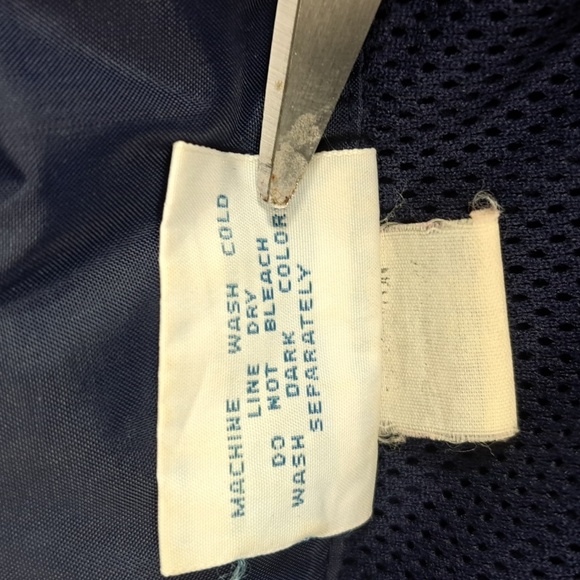 MACHINE WASH COLD
LINE DRY
DO NOT BLEACH
WASH DARK COLOR
SEPARATELY